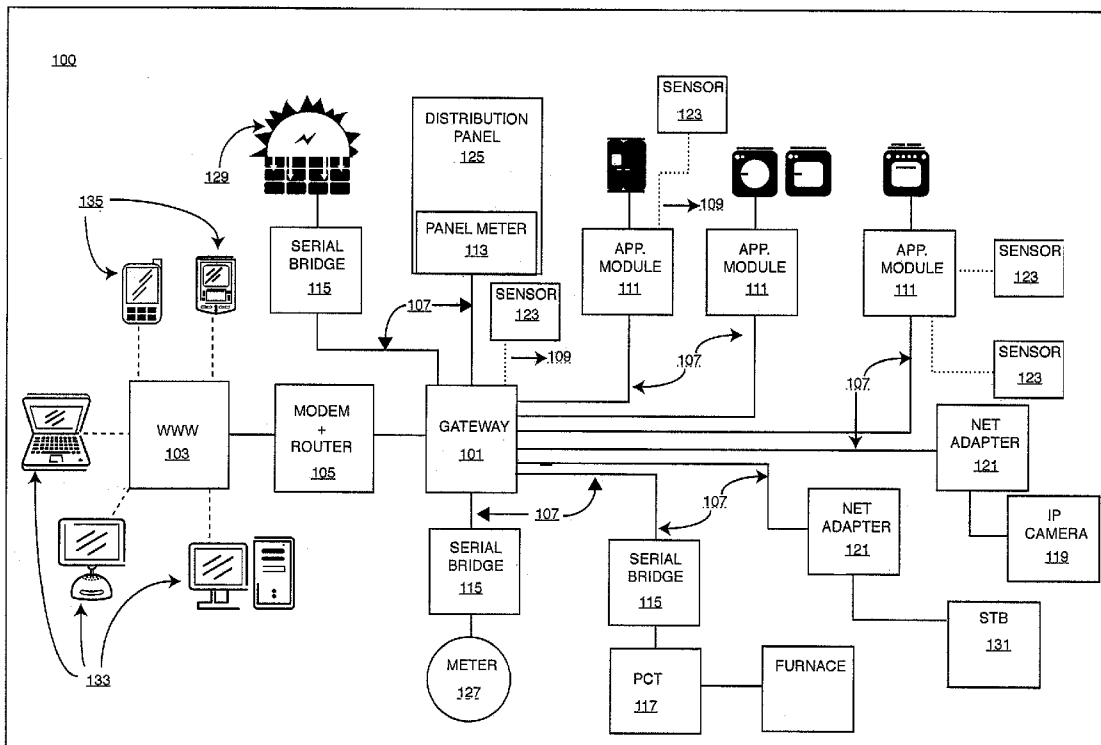 100
129
135
SERIAL
BRIDGE
115
DISTRIBUTION
PANEL
125
PANEL METER
113
107
SENSOR
123
109
SENSOR
123
109
APP.
MODULE
111
APP.
MODULE
111
APP.
MODULE
111
SENSOR
123
SENSOR
123
107
107
WWW
103
MODEM
+
ROUTER
105
GATEWAY
101
NET
ADAPTER
121
IP
CAMERA
119
107
107
SERIAL
BRIDGE
115
METER
127
SERIAL
BRIDGE
115
PCT
117
FURNACE
NET
ADAPTER
121
STB
131
133